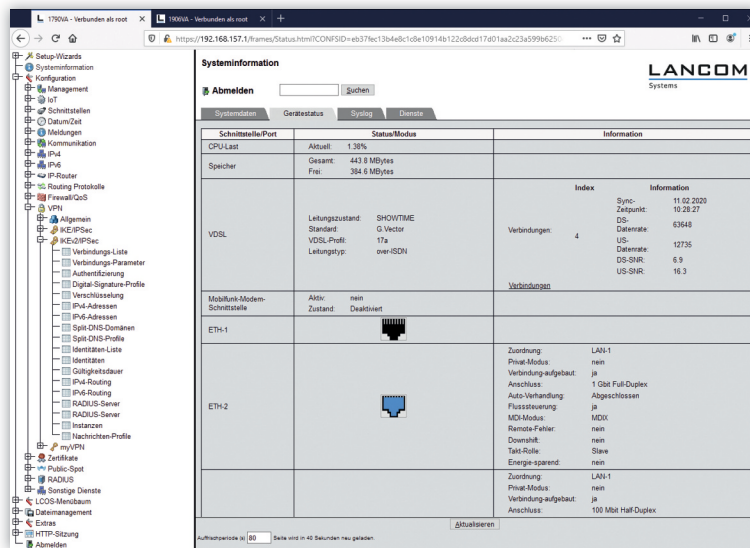 1790VA - Verbunden als root
1906VA - Verbunden als root
https://192.168.157.1/frames/Status.html?CONFSID=eb37fec13b4e8c1c8e10914b122c8dcd17d01aa2c23a599b6250
Setup-Wizards
Systeminformation
Konfiguration
Management
IoT
Schnittstellen
Datum/Zeit
Meldungen
Kommunikation
IPv4
IPv6
IP-Router
Routing Protokolle
Firewall/QoS
VPN
Allgemein
IKE/IPSec
IKEv2/IPSec
Verbindungs-Liste
Verbindungs-Parameter
Authentifizierung
Digital-Signature-Profile
Verschlüsselung
IPv4-Adressen
IPv6-Adressen
Split-DNS-Domänen
Split-DNS-Profile
Identitäten-Liste
Identitäten
Gültigkeitsdauer
IPv4-Routing
IPv6-Routing
RADIUS-Server
RADIUS-Server
Instanzen
Nachrichten-Profile
myVPN
Zertifikate
Public-Spot
RADIUS
Sonstige Dienste
LCOS-Menübaum
Dateimanagement
Extras
HTTP-Sitzung
Abmelden
Systeminformation
LANCOM
Systems
Abmelden
Suchen
Systemdaten Gerätestatus Syslog Dienste
Schnittstelle/Port Status/Modus Information
CPU-Last Aktuell: 1.38%
Speicher Gesamt: 443.8 MBytes
Frei: 384.6 MBytes
VDSL
Leitungszustand: SHOWTIME
Standard: G.Vector
VDSL-Profil: 17a
Leitungstyp: over-ISDN
Index Information
Verbindungen: 4
Sync-Zeitpunkt: 11.02.2020 10:28:27
DS-Datenrate: 63648
US-Datenrate: 12735
DS-SNR: 6.9
US-SNR: 16.3
Verbindungen
Mobilfunk-Modem-Schnittstelle
Aktiv: nein
Zustand: Deaktiviert
ETH-1
ETH-2
Zuordnung: LAN-1
Privat-Modus: nein
Verbindung-aufgebaut: ja
Anschluss: 1 Gbit Full-Duplex
Auto-Verhandlung: Abgeschlossen
Flusssteuerung: ja
MDI-Modus: MDIX
Remote-Fehler: nein
Downshift: nein
Takt-Rolle: Slave
Energie-sparend: nein
Zuordnung: LAN-1
Privat-Modus: nein
Verbindung-aufgebaut: ja
Anschluss: 100 Mbit Half-Duplex
Aktualisieren
Auffrischperiode (s) 80 Seite wird in 40 Sekunden neu geladen.